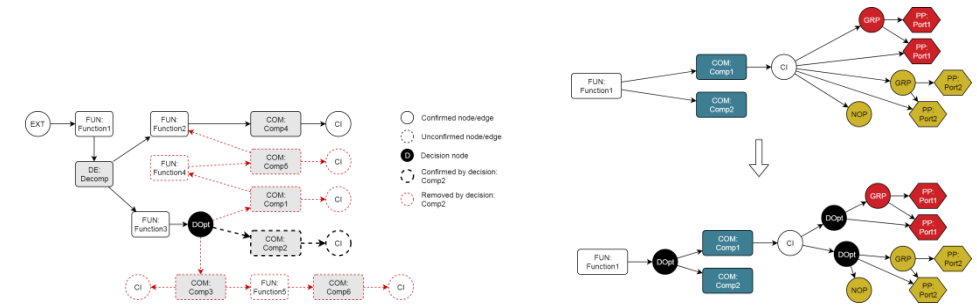 EXT
FUN:
Function1
DE:
Decomp
FUN:
Function2
COM:
Comp4
CI
COM:
Comp5
CI
FUN:
Function4
COM:
Comp1
CI
FUN:
Function3
DOpt
COM:
Comp2
CI
CI
COM:
Comp3
FUN:
Function5
COM:
Comp6
CI
Confirmed node/edge
Unconfirmed node/edge
D
Decision node
Confirmed by decision:
Comp2
Removed by decision:
Comp2
FUN:
Function1
COM:
Comp1
COM:
Comp2
CI
GRP
PP:
Port1
PP:
Port1
GRP
PP:
Port2
PP:
Port2
NOP
FUN:
Function1
DOpt
COM:
Comp1
COM:
Comp2
CI
DOpt
GRP
PP:
Port1
PP:
Port1
DOpt
GRP
PP:
Port2
PP:
Port2
NOP